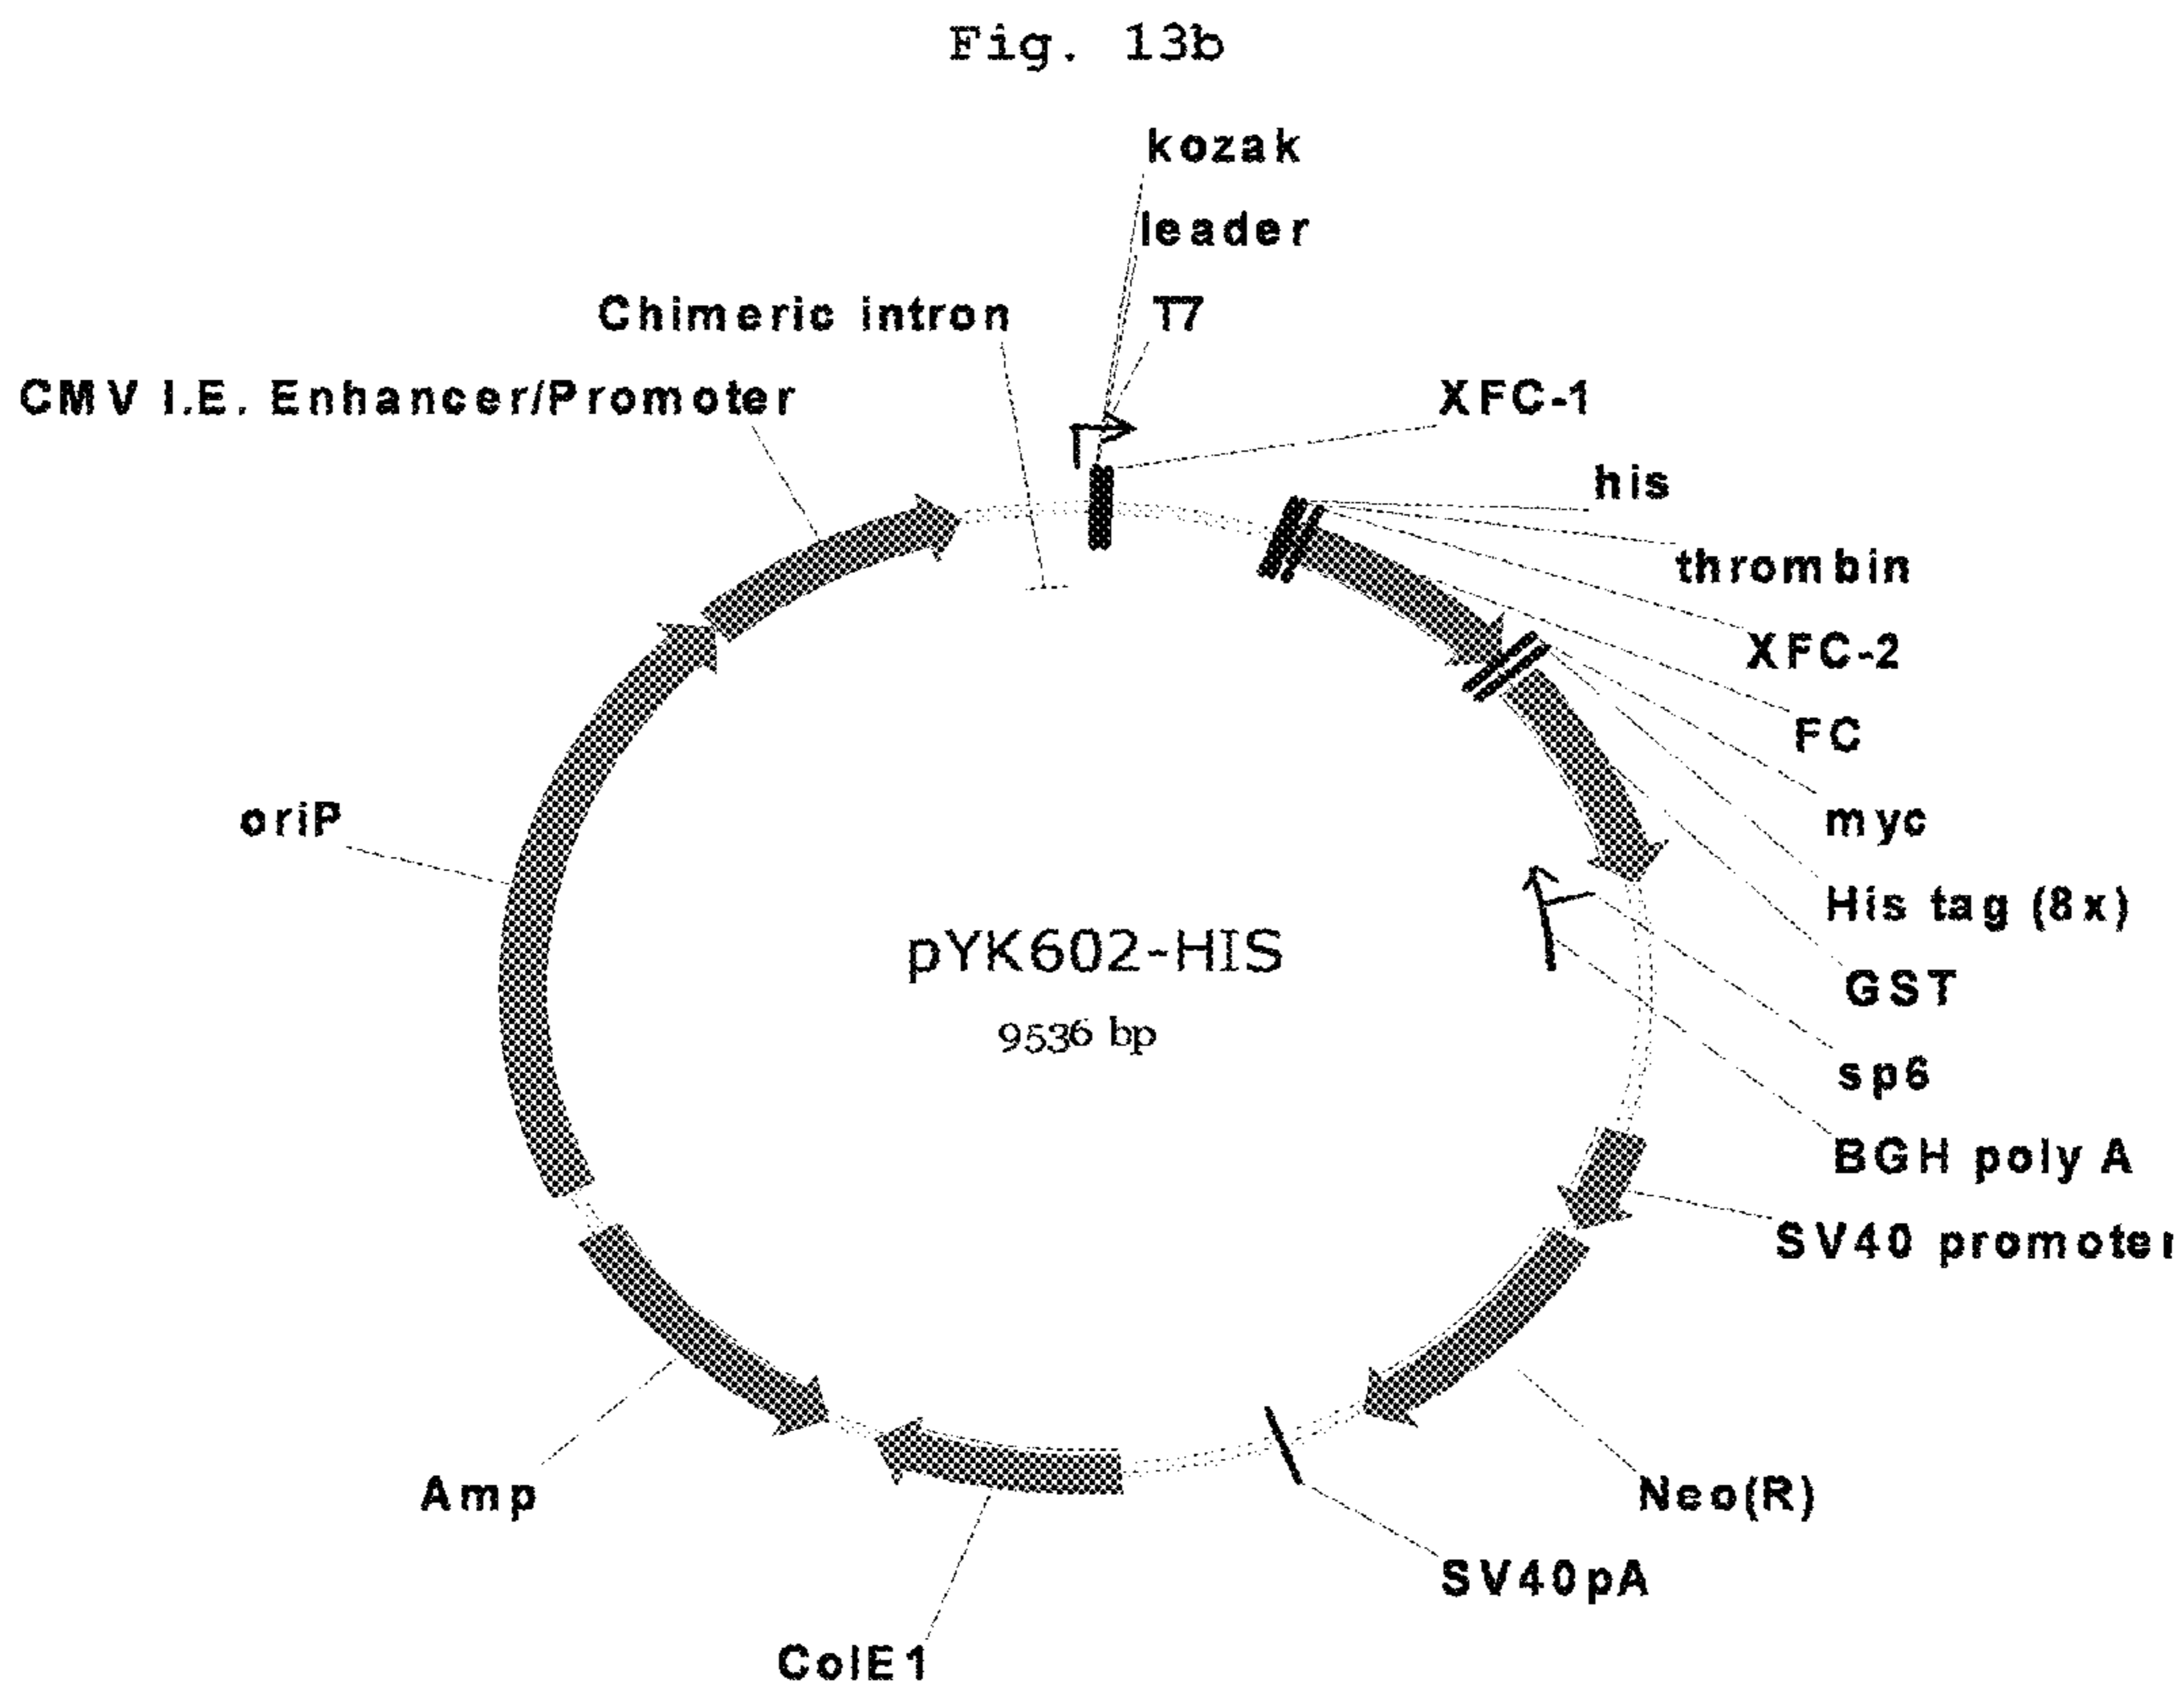 Fig. 13b
kozak
leader
Chimeric intron
T7
CMV I.E. Enhancer/Promoter
XFC-1
his
thrombin
XFC-2
FC
oriP
myc
His tag (8x)
pYK602-HIS
GST
9536 bp
sp6
BGH poly A
SV40 promoter
Amp
Neo(R)
SV40pA
ColE1